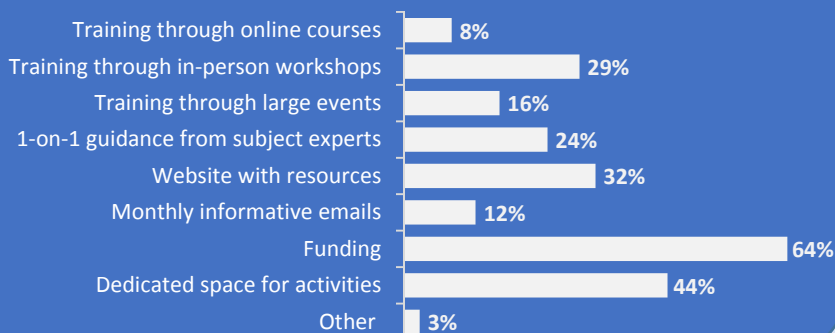 Training through online courses 8%
Training through in-person workshops 29%
Training through large events 16%
1-on-1 guidance from subject experts 24%
Website with resources 32%
Monthly informative emails 12%
Funding 64%
Dedicated space for activities 44%
Other 3%